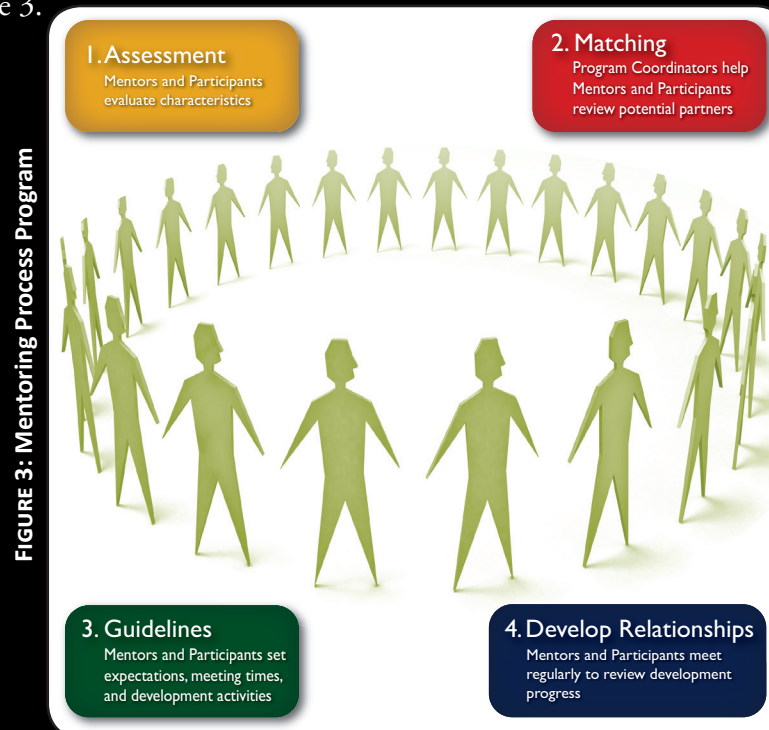 e 3.
FIGURE 3: Mentoring Process Program
1. Assessment
Mentors and Participants
evaluate characteristics
2. Matching
Program Coordinators help
Mentors and Participants
review potential partners
3. Guidelines
Mentors and Participants set
expectations, meeting times,
and development activities
4. Develop Relationships
Mentors and Participants meet
regularly to review development
progress